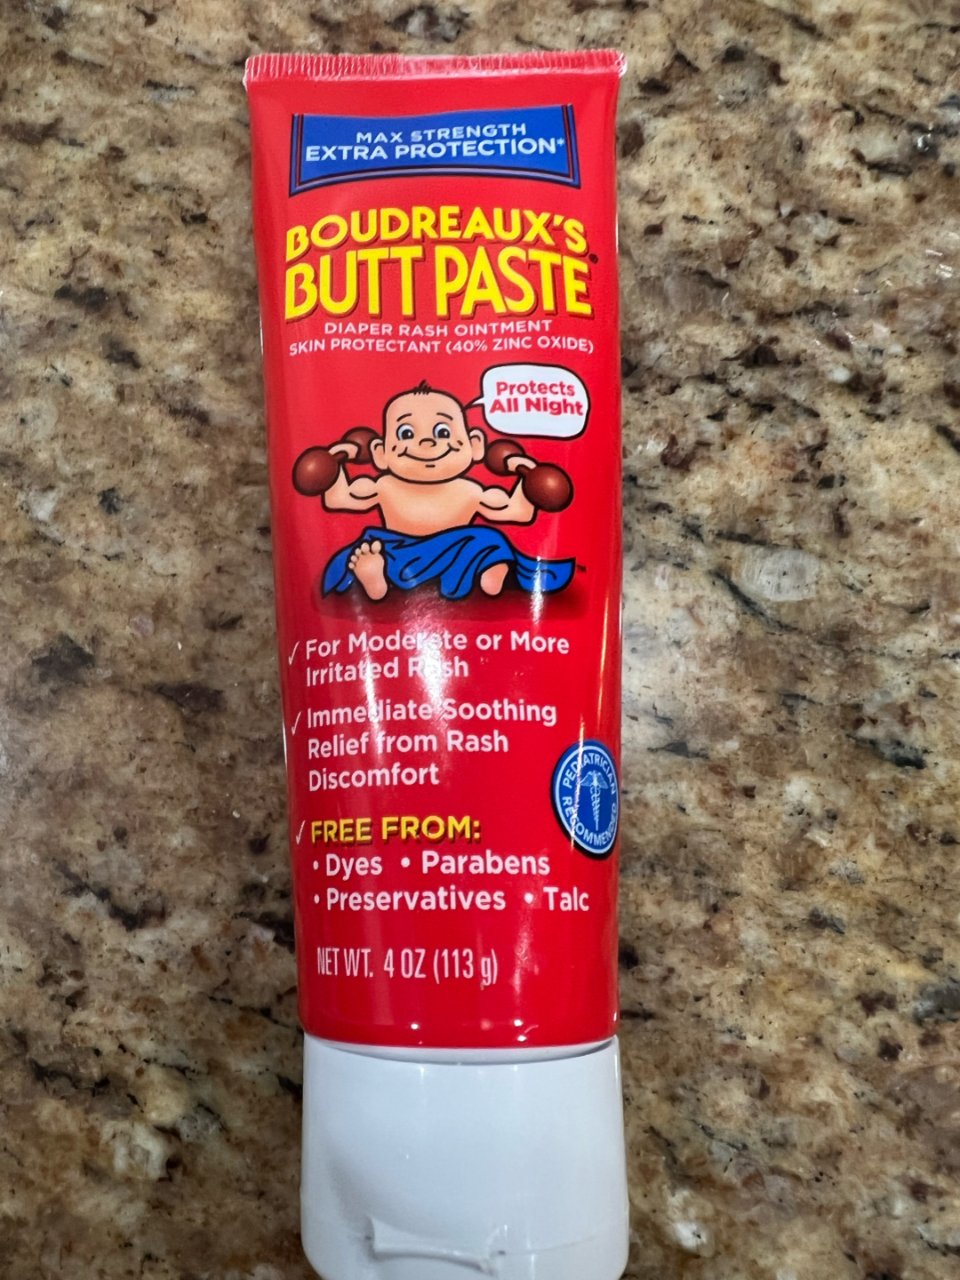 MAX STRENGTH
EXTRA PROTECTION*
BOUDREAUX'S
BUTT PASTE®
DIAPER RASH OINTMENT
SKIN PROTECTANT (40% ZINC OXIDE)
Protects
All Night
™
✓ For Moderate or More
Irritated Rash
✓ Immediate Soothing
Relief from Rash
Discomfort
PEDIATRICIAN
RECOMMENDED
✓ FREE FROM:
• Dyes • Parabens
• Preservatives • Talc
NET WT. 4 OZ (113 g)